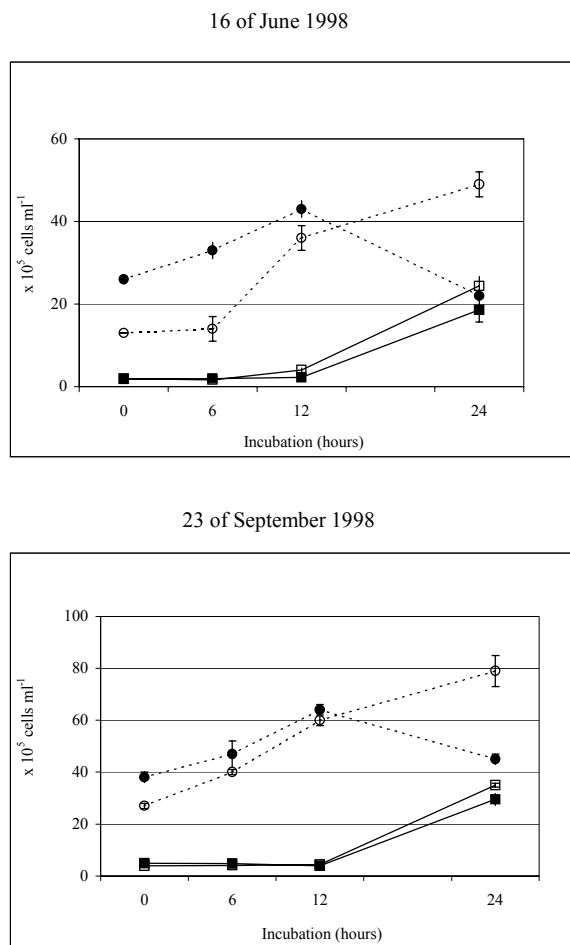 16 of June 1998
60
40
20
0
x 10⁵ cells ml⁻¹
0 6 12 24
Incubation (hours)
23 of September 1998
100
80
60
40
20
0
x 10⁵ cells ml⁻¹
0 6 12 24
Incubation (hours)